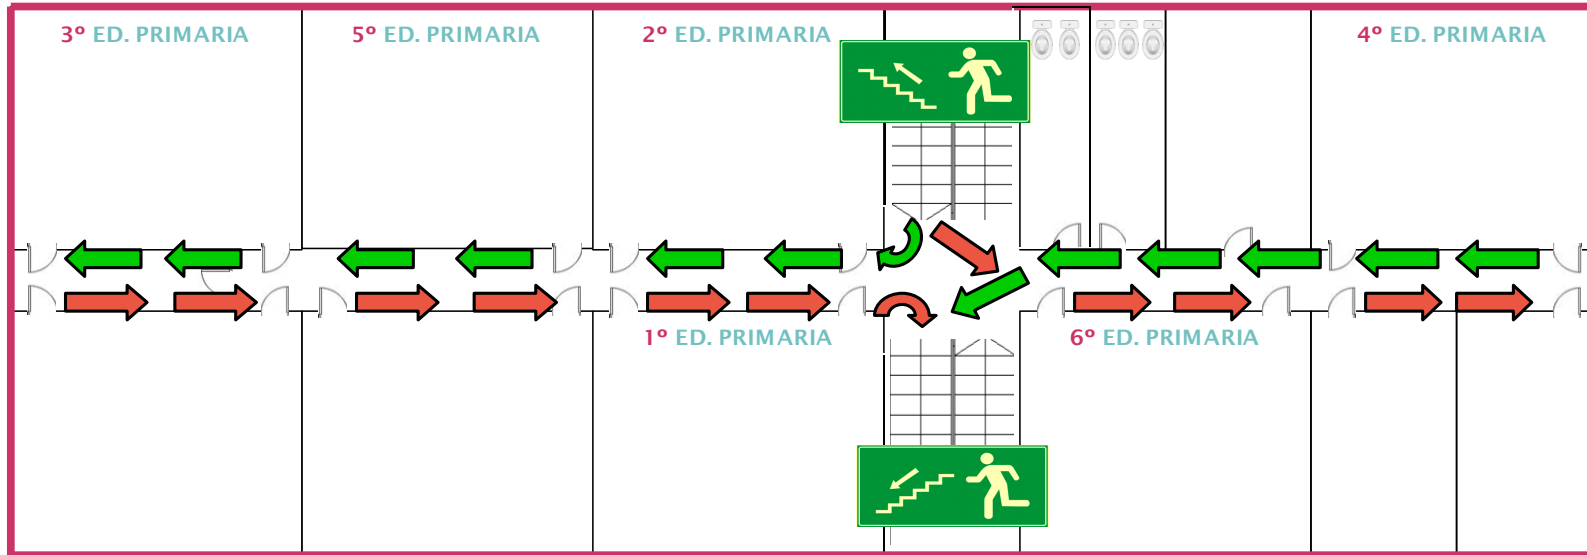 3º ED. PRIMARIA
5º ED. PRIMARIA
2º ED. PRIMARIA
4º ED. PRIMARIA
1º ED. PRIMARIA
6º ED. PRIMARIA